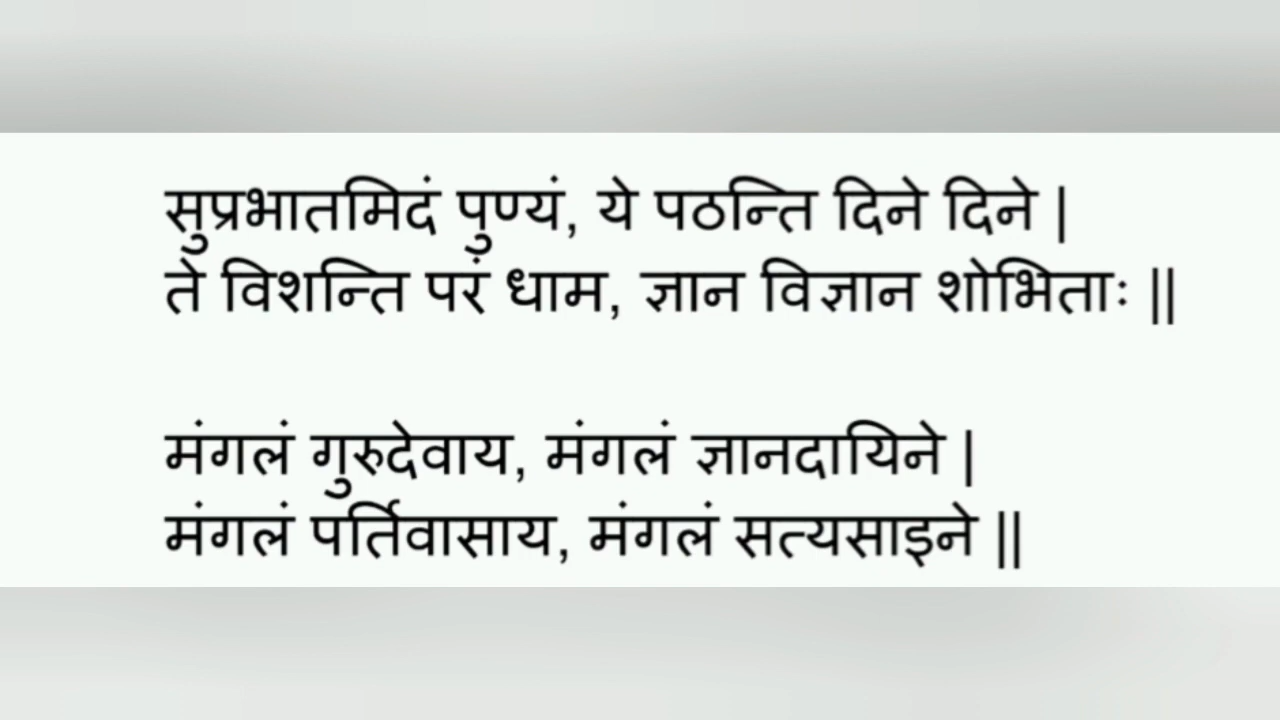 सुप्रभातमिदं पुण्यं, ये पठन्ति दिने दिने |
ते विशन्ति परं धाम, ज्ञान विज्ञान शोभिताः ||
मंगलं गुरुदेवाय, मंगलं ज्ञानदायिने |
मंगलं पर्तिवासाय, मंगलं सत्यसाइने ||